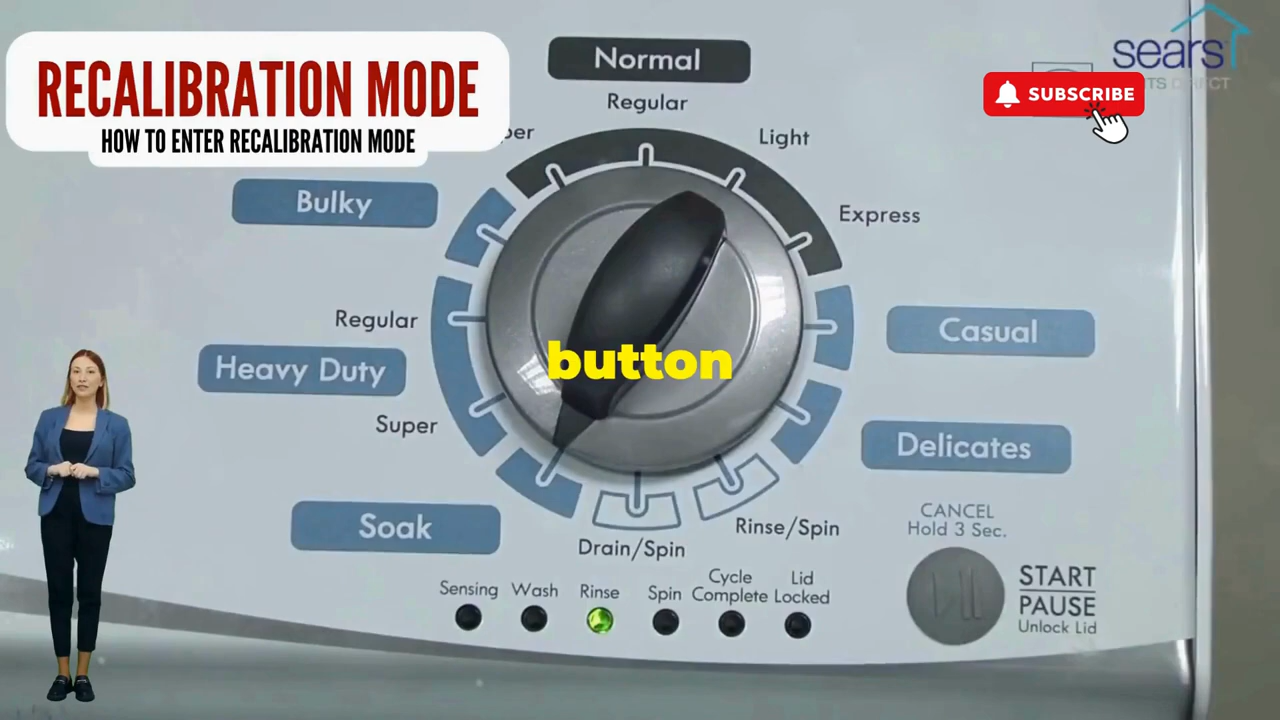 RECALIBRATION MODE
HOW TO ENTER RECALIBRATION MODE
sears
SUBSCRIBE
Normal
Regular
Light
Express
Bulky
Regular
Heavy Duty
Super
Casual
Delicates
Soak
button
Rinse/Spin
Drain/Spin
CANCEL
Hold 3 Sec.
Sensing
Wash
Rinse
Spin
Cycle
Complete
Lid
Locked
START
PAUSE
Unlock Lid